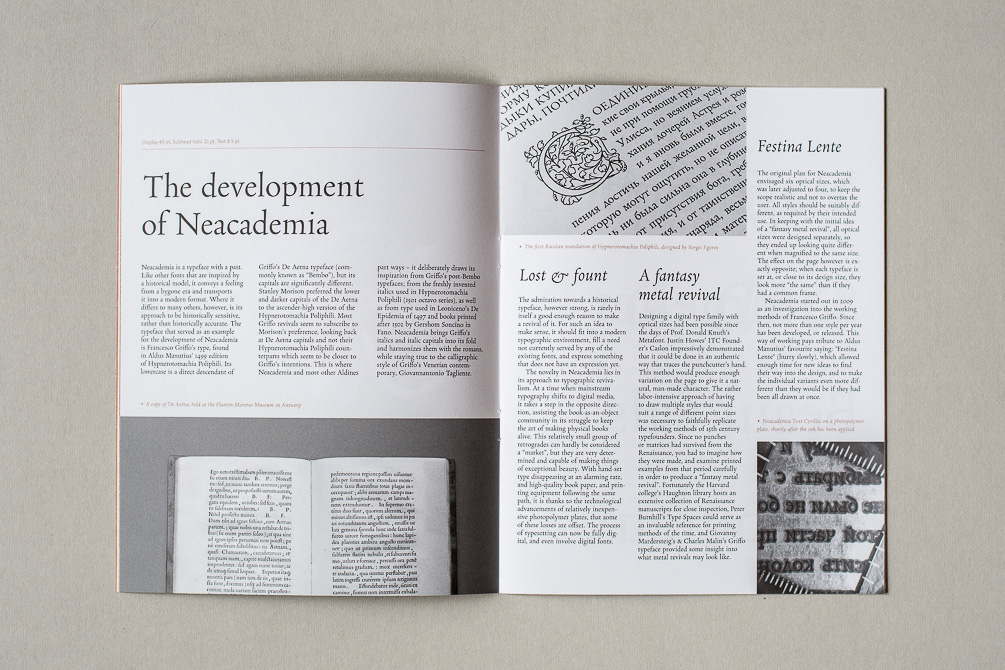 Display 40 pt, Subhead Italic 21 pt, Text 8.5 pt
The development
of Neacademia
Neacademia is a typeface with a past.
Like other fonts that are inspired by
a historical model, it conveys a feeling
from a bygone era and transports
it into a modern format. Where it
differs to many others, however, is its
approach to be historically sensitive,
rather than historically accurate. The
typeface that served as an example
for the development of Neacademia
is Francesco Griffo's type, found
in Aldus Manutius' 1499 edition
of Hypnerotomachia Poliphili. Its
lowercase is a direct descendant of
Griffo's De Aetna typeface (com-
monly known as "Bembo"), but its
capitals are significantly different.
Stanley Morison preferred the lower
and darker capitals of the De Aetna
to the ascender-high version of the
Hypnerotomachia Poliphili. Most
Griffo revivals seem to subscribe to
Morison's preference, looking back
at De Aetna capitals and not their
Hypnerotomachia Poliphili coun-
terparts which seem to be closer to
Griffo's intentions. This is where
Neacademia and most other Aldines
part ways – it deliberately draws its
inspiration from Griffo's post-Bembo
typefaces; from the freshly invented
italics used in Hypnerotomachia
Poliphili (1501 octavo series), as well
as from type used in Leoniceno's De
Epidemia of 1497 and books printed
after 1502 by Gershom Soncino in
Fano. Neacademia brings Griffo's
italics and italic capitals into its fold
and harmonizes them with the romans,
while staying true to the calligraphic
style of Griffo's Venetian contem-
porary, Giovannantonio Tagliente.
• A copy of De Aetna, held at the Plantin-Moretus Museum in Antwerp
ДАРЫ, ПОЧТИ
• The first Russian translation of Hypnerotomachia Poliphili, designed by Sergei Egorov
Lost & fount
The admiration towards a historical
typeface, however strong, is rarely in
itself a good enough reason to make
a revival of it. For such an idea to
make sense, it should fit into a modern
typographic environment, fill a need
not currently served by any of the
existing fonts, and express something
that does not have an expression yet.
The novelty in Neacademia lies in
its approach to typographic reviva-
lism. At a time when mainstream
typography shifts to digital media,
it takes a step in the opposite direc-
tion, assisting the book-as-an-object
community in its struggle to keep
the art of making physical books
alive. This relatively small group of
retrogrades can hardly be considered
a "market", but they are very deter-
mined and capable of making things
of exceptional beauty. With hand-set
type disappearing at an alarming rate,
and high-quality book paper, and prin-
ting equipment following the same
path, it is thanks to the technological
advancements of relatively inexpen-
sive photopolymer plates, that some
of these losses are offset. The process
of typesetting can now be fully dig-
ital, and even involve digital fonts.
A fantasy
metal revival
Designing a digital type family with
optical sizes had been possible since
the days of Prof. Donald Knuth's
Metafont. Justin Howes' ITC Found-
er's Caslon impressively demonstrated
that it could be done in an authentic
way that traces the punchcutter's hand.
This method would produce enough
variation on the page to give it a nat-
ural, man-made character. The rather
labor-intensive approach of having
to draw multiple styles that would
suit a range of different point sizes
was necessary to faithfully replicate
the working methods of 15th century
typefounders. Since no punches
or matrices had survived from the
Renaissance, you had to imagine how
they were made, and examine printed
examples from that period carefully
in order to produce a "fantasy metal
revival". Fortunately the Harvard
college's Haughton library hosts an
extensive collection of Renaissance
manuscripts for close inspection, Peter
Burnhill's Type Spaces could serve as
an invaluable reference for printing
methods of the time, and Giovanny
Mardersteig's & Charles Malin's Griffo
typeface provided some insight into
what metal revivals may look like.
Festina Lente
The original plan for Neacademia
envisaged six optical sizes, which
was later adjusted to four, to keep the
scope realistic and not to overtax the
user. All styles should be suitably dif-
ferent, as required by their intended
use. In keeping with the initial idea
of a "fantasy metal revival", all optical
sizes were designed separately, so
they ended up looking quite differ-
ent when magnified to the same size.
The effect on the page however is ex-
actly opposite; when each typeface is
set at, or close to its design size, they
look more "the same" than if they
had a common frame.
Neacademia started out in 2009
as an investigation into the working
methods of Francesco Griffo. Since
then, not more than one style per year
has been developed, or released. This
way of working pays tribute to Aldus
Manutius' favourite saying: "Festina
Lente" (hurry slowly), which allowed
enough time for new ideas to find
their way into the design, and to make
the individual variants even more dif-
ferent than they would be if they had
been all drawn at once.
• Neacademia Text Cyrillic on a photopolymer
plate, shortly after the ink has been applied